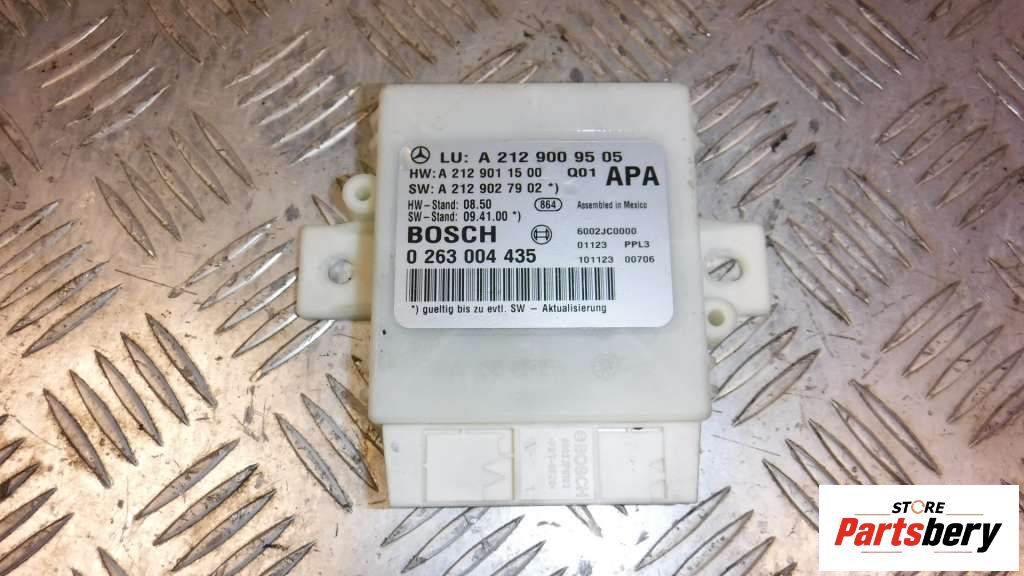 LU: A 212 900 95 05
HW: A 212 901 15 00 Q01 APA
SW: A 212 902 79 02 *)
HW-Stand: 08.50 864 Assembled in Mexico
SW-Stand: 09.41.00 *)
BOSCH 6002JC0000
01123 PPL3
0 263 004 435 101123 00706
*) gueltig bis zu evtl. SW - Aktualisierung
BOSCH
STORE
Partsbery